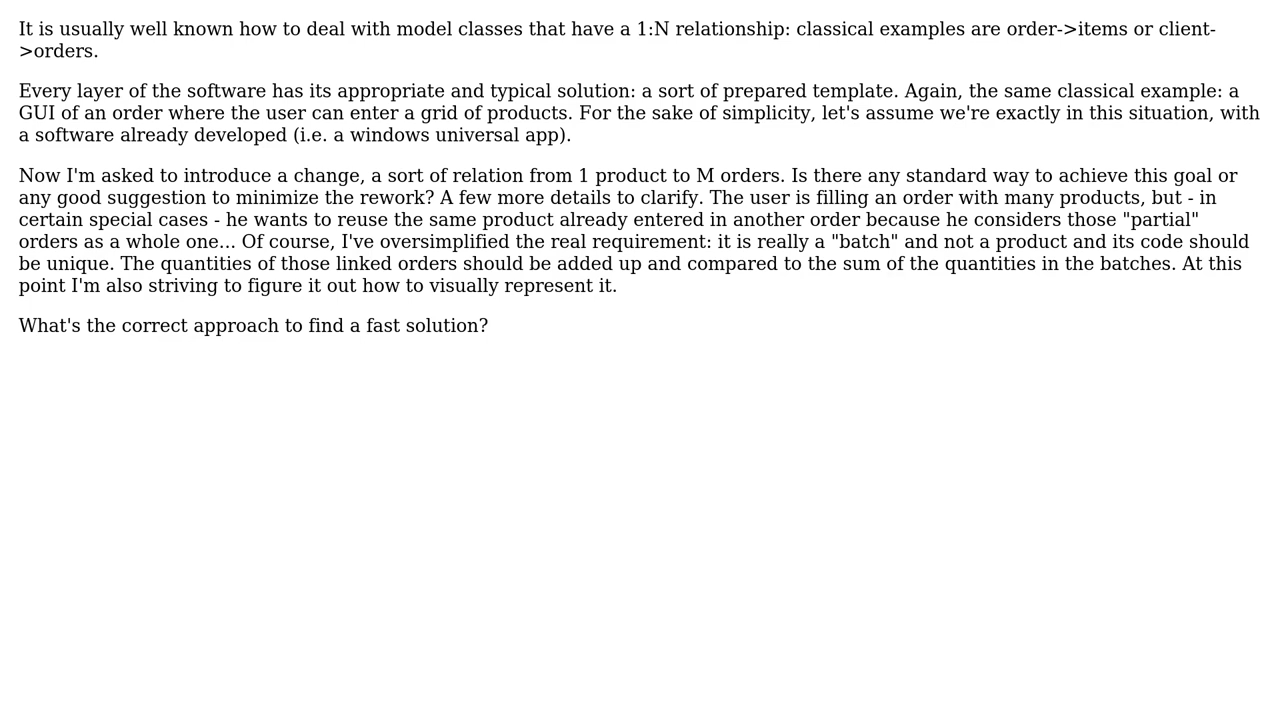 It is usually well known how to deal with model classes that have a 1:N relationship: classical examples are order->items or client-
>orders.
Every layer of the software has its appropriate and typical solution: a sort of prepared template. Again, the same classical example: a
GUI of an order where the user can enter a grid of products. For the sake of simplicity, let's assume we're exactly in this situation, with
a software already developed (i.e. a windows universal app).
Now I'm asked to introduce a change, a sort of relation from 1 product to M orders. Is there any standard way to achieve this goal or
any good suggestion to minimize the rework? A few more details to clarify. The user is filling an order with many products, but - in
certain special cases - he wants to reuse the same product already entered in another order because he considers those "partial"
orders as a whole one... Of course, I've oversimplified the real requirement: it is really a "batch" and not a product and its code should
be unique. The quantities of those linked orders should be added up and compared to the sum of the quantities in the batches. At this
point I'm also striving to figure it out how to visually represent it.
What's the correct approach to find a fast solution?